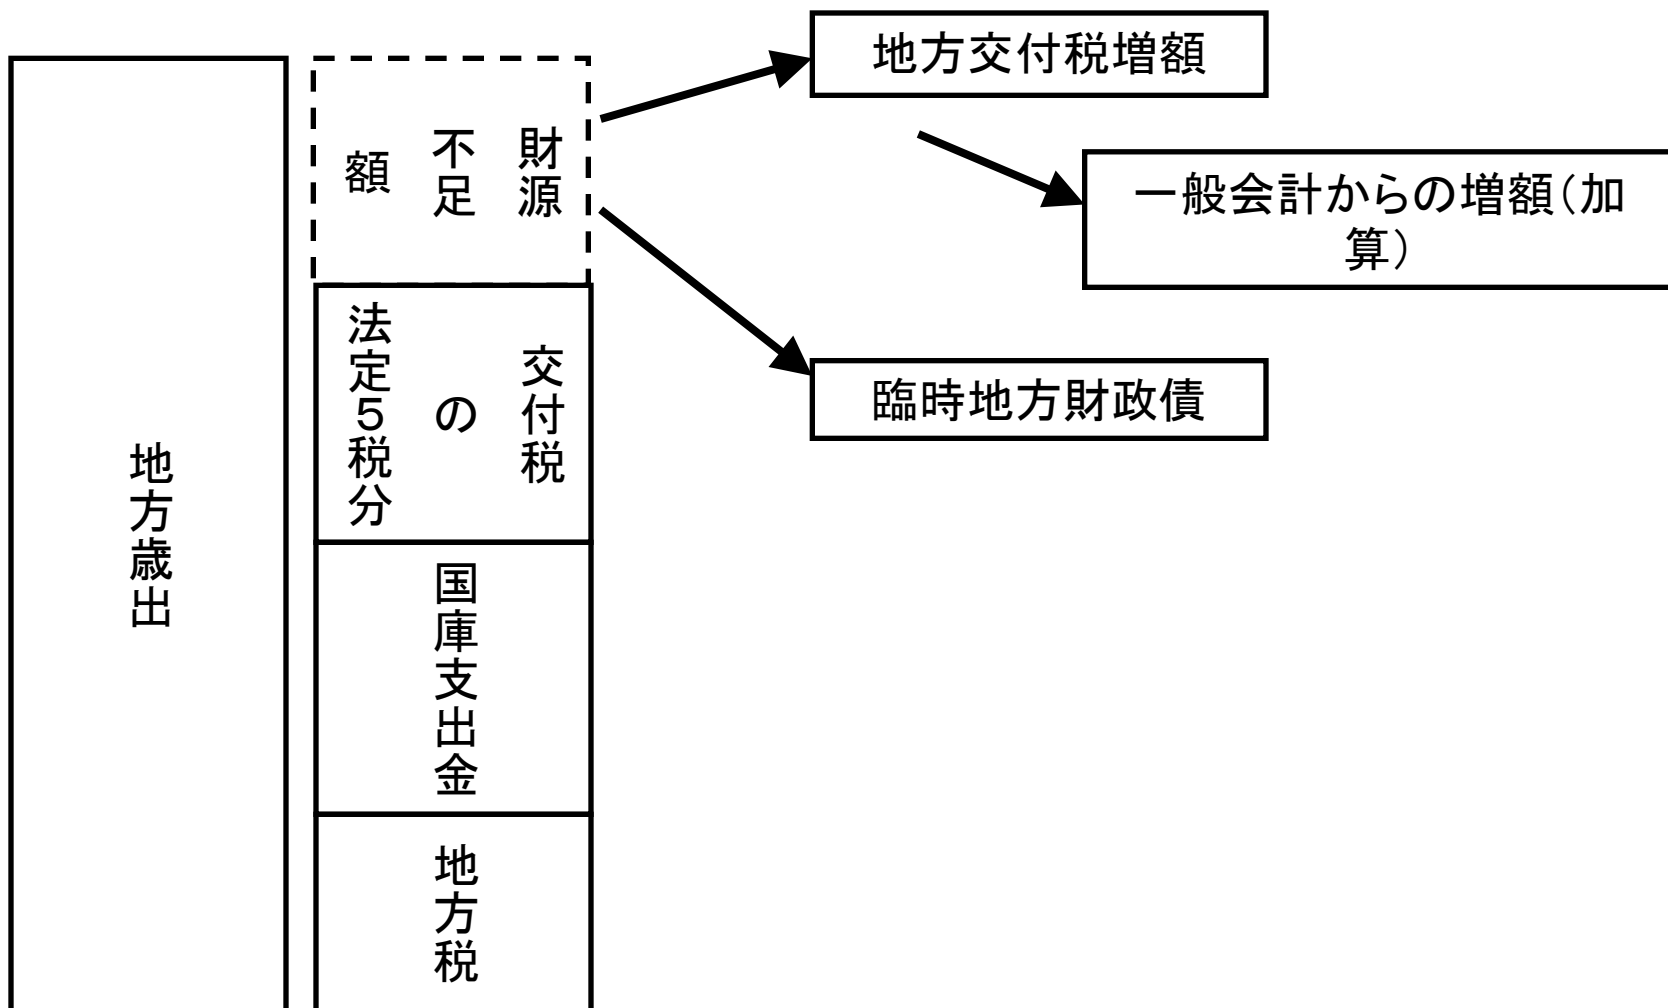 地方歳出
財源
不足
額
交付税
の
法定５税分
国庫支出金
地方税
地方交付税増額
一般会計からの増額（加
算）
臨時地方財政債